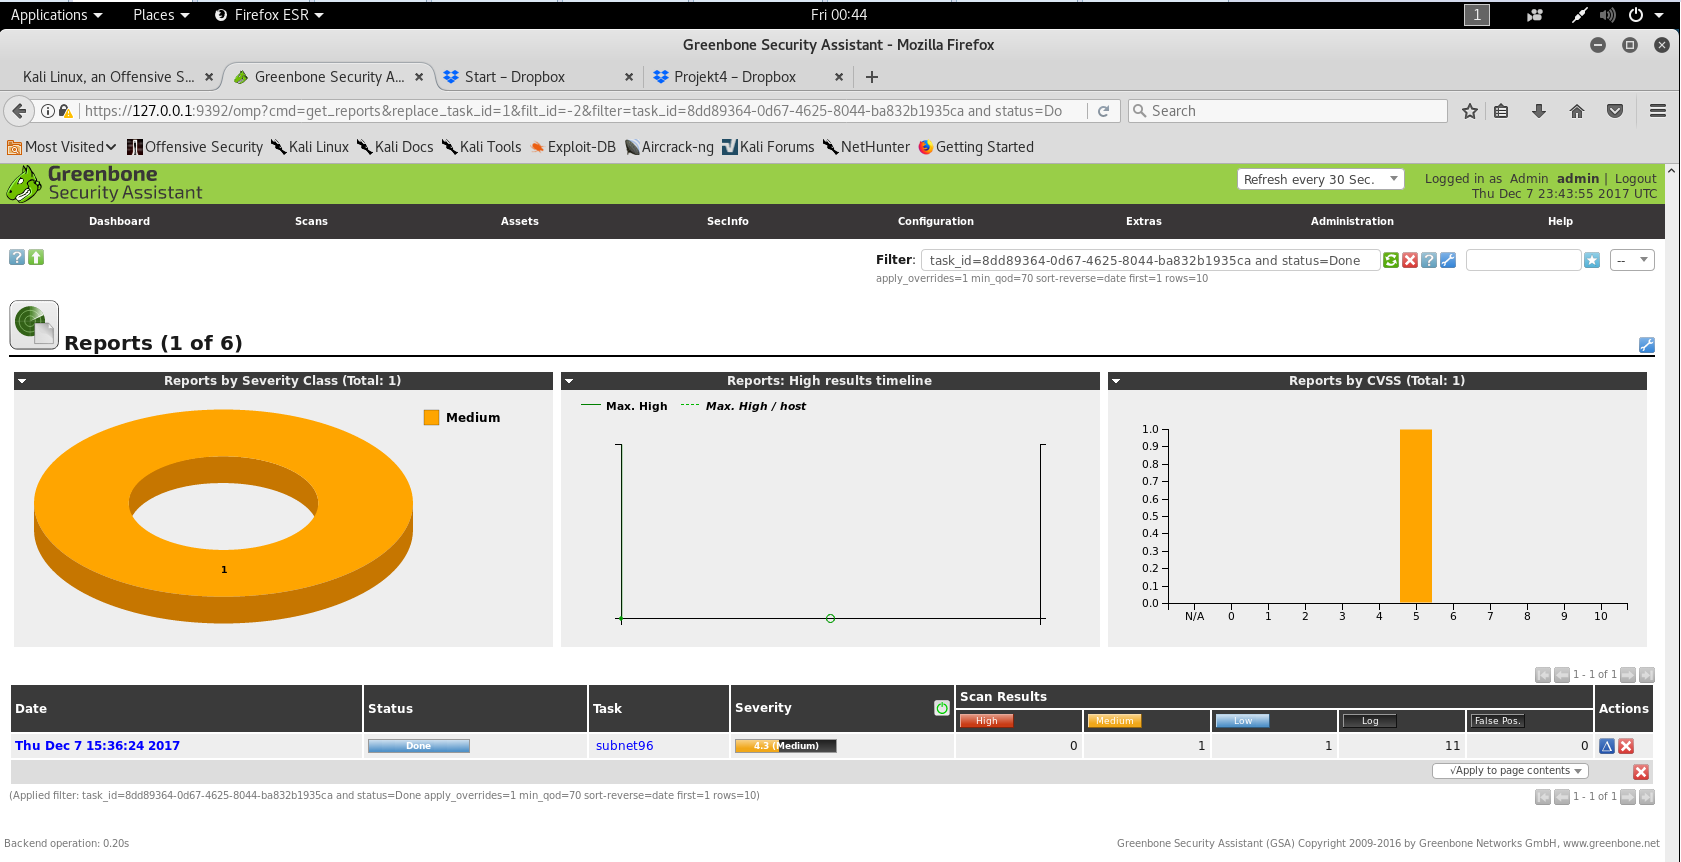 Applications Places Firefox ESR Fri 00:44 1
Greenbone Security Assistant - Mozilla Firefox
Kali Linux, an Offensive S... Greenbone Security A... Start – Dropbox Projekt4 – Dropbox
https://127.0.0.1:9392/omp?cmd=get_reports&replace_task_id=1&filt_id=-2&filter=task_id=8dd89364-0d67-4625-8044-ba832b1935ca and status=Do Search
Most Visited Offensive Security Kali Linux Kali Docs Kali Tools Exploit-DB Aircrack-ng Kali Forums NetHunter Getting Started
Greenbone
Security Assistant
Refresh every 30 Sec.
Logged in as Admin admin | Logout
Thu Dec 7 23:43:55 2017 UTC
Dashboard Scans Assets SecInfo Configuration Extras Administration Help
Filter: task_id=8dd89364-0d67-4625-8044-ba832b1935ca and status=Done --
apply_overrides=1 min_qod=70 sort-reverse=date first=1 rows=10
Reports (1 of 6)
Reports by Severity Class (Total: 1)
Medium
1
Reports: High results timeline
Max. High Max. High / host
Reports by CVSS (Total: 1)
1.0
0.9
0.8
0.7
0.6
0.5
0.4
0.3
0.2
0.1
0.0
N/A 0 1 2 3 4 5 6 7 8 9 10
1 - 1 of 1
Date Status Task Severity Scan Results Actions
High Medium Low Log False Pos.
Thu Dec 7 15:36:24 2017 Done subnet96 4.3 (Medium) 0 1 1 11 0
√Apply to page contents
(Applied filter: task_id=8dd89364-0d67-4625-8044-ba832b1935ca and status=Done apply_overrides=1 min_qod=70 sort-reverse=date first=1 rows=10)
1 - 1 of 1
Backend operation: 0.20s
Greenbone Security Assistant (GSA) Copyright 2009-2016 by Greenbone Networks GmbH, www.greenbone.net